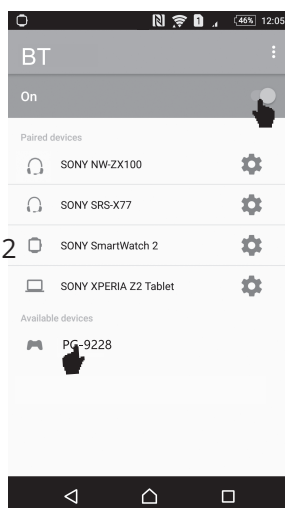 46% 12:05
BT
On
Paired devices
SONY NW-ZX100
SONY SRS-X77
2
SONY SmartWatch 2
SONY XPERIA Z2 Tablet
Available devices
PG-9228